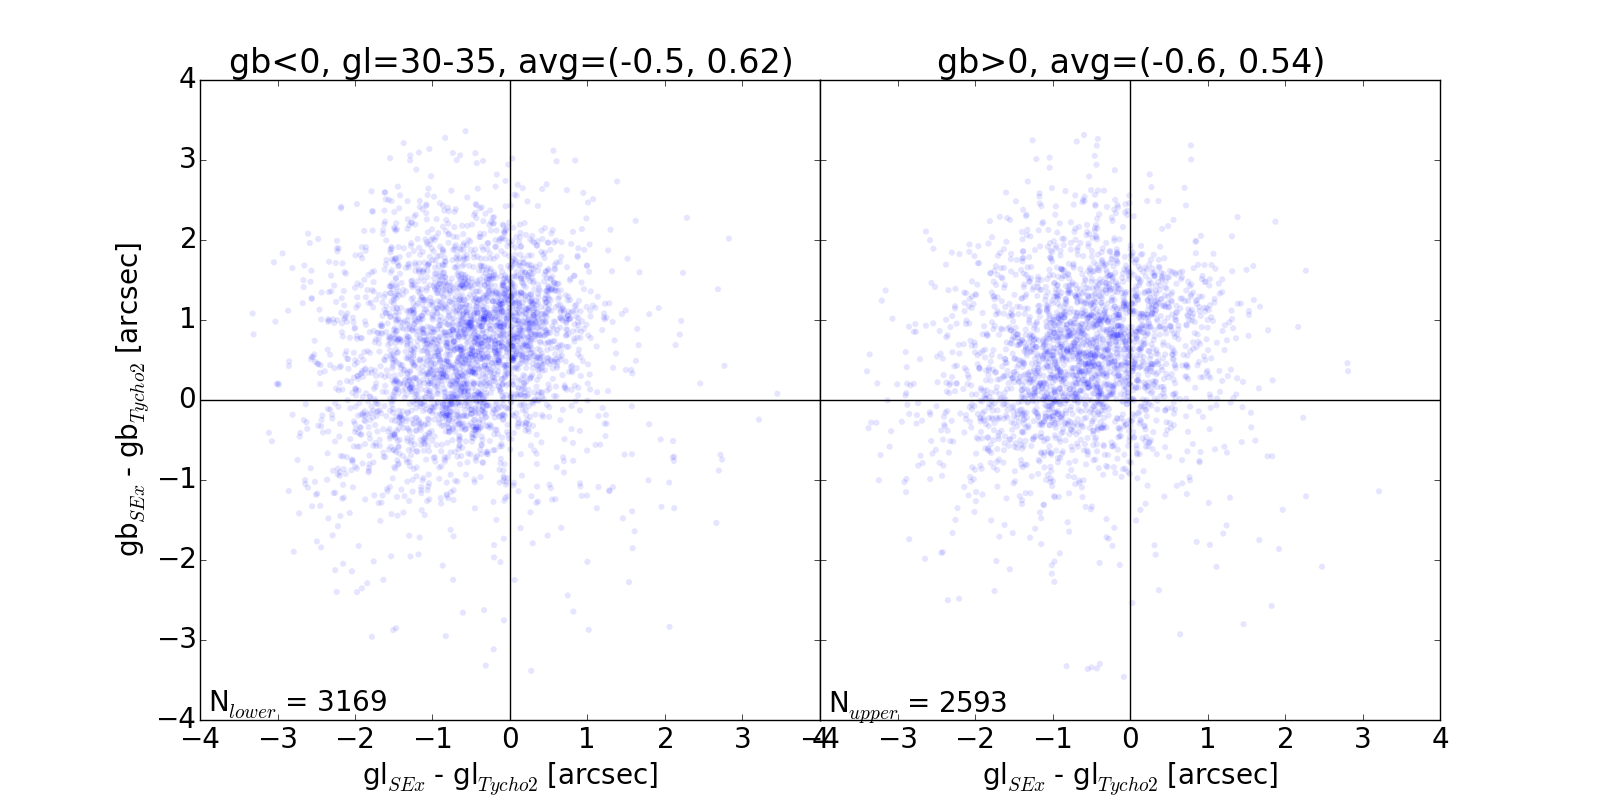 gb<0, gl=30-35, avg=(-0.5, 0.62)
gb>0, avg=(-0.6, 0.54)
4
3
2
1
0
−1
−2
−3
−4
gb_SEx - gb_Tycho2 [arcsec]
N_lower = 3169
N_upper = 2593
−4 −3 −2 −1 0 1 2 3 4
−4 −3 −2 −1 0 1 2 3 4
gl_SEx - gl_Tycho2 [arcsec]
gl_SEx - gl_Tycho2 [arcsec]